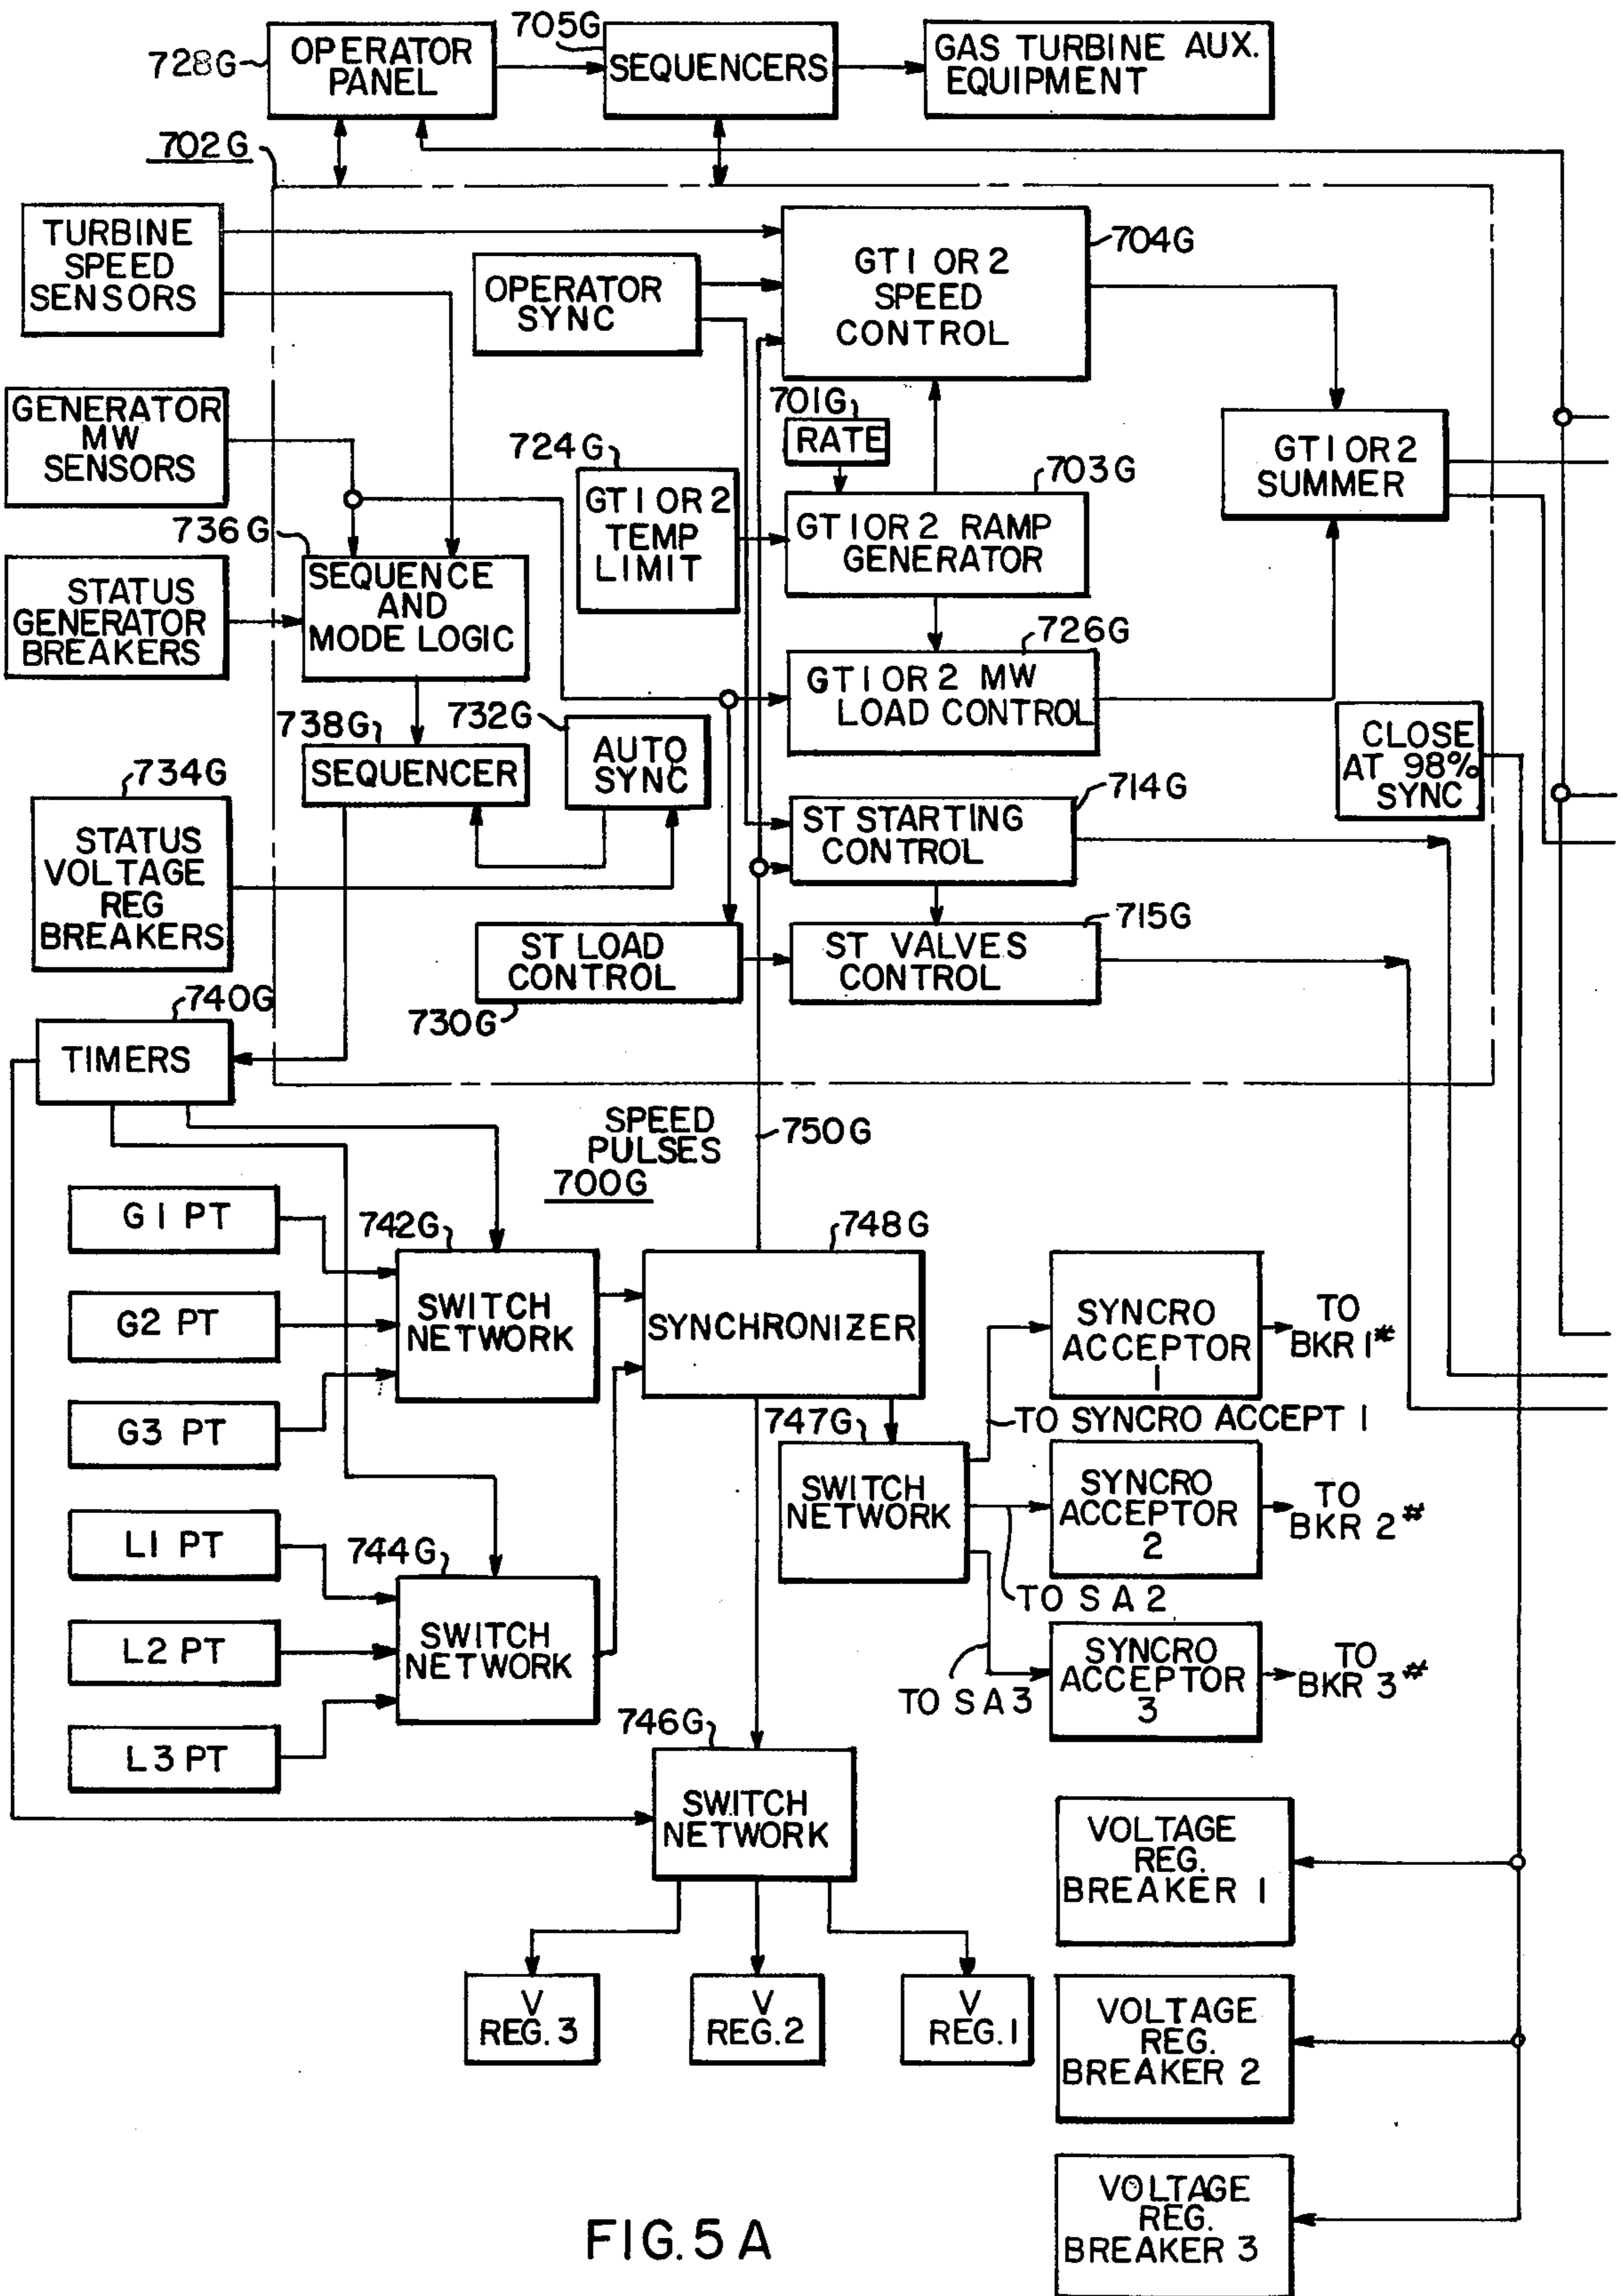 705G
728G
OPERATOR
PANEL
SEQUENCERS
GAS TURBINE AUX.
EQUIPMENT
702G
TURBINE
SPEED
SENSORS
OPERATOR
SYNC
GT1 OR 2
SPEED
CONTROL
704G
GENERATOR
MW
SENSORS
701G
RATE
724G
GT1 OR 2
TEMP
LIMIT
703G
GT1 OR 2 RAMP
GENERATOR
GT1 OR 2
SUMMER
736G
SEQUENCE
AND
MODE LOGIC
STATUS
GENERATOR
BREAKERS
726G
GT1 OR 2 MW
LOAD CONTROL
738G
SEQUENCER
732G
AUTO
SYNC
CLOSE
AT 98%
SYNC
734G
STATUS
VOLTAGE
REG
BREAKERS
714G
ST STARTING
CONTROL
ST LOAD
CONTROL
730G
715G
ST VALVES
CONTROL
740G
TIMERS
SPEED
PULSES
700G
750G
G1 PT
G2 PT
G3 PT
742G
SWITCH
NETWORK
748G
SYNCHRONIZER
SYNCRO
ACCEPTOR
1
TO
BKR 1*
TO SYNCRO ACCEPT 1
747G
SWITCH
NETWORK
SYNCRO
ACCEPTOR
2
TO
BKR 2#
TO S A 2
L1 PT
L2 PT
L3 PT
744G
SWITCH
NETWORK
SYNCRO
ACCEPTOR
3
TO
BKR 3#
TO S A 3
746G
SWITCH
NETWORK
VOLTAGE
REG.
BREAKER 1
V
REG. 3
V
REG. 2
V
REG. 1
VOLTAGE
REG.
BREAKER 2
VOLTAGE
REG.
BREAKER 3
FIG. 5A